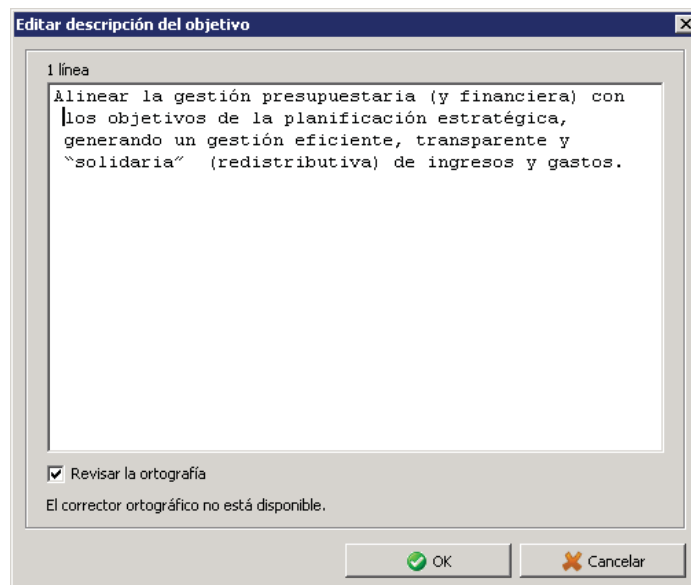 Editar descripción del objetivo
1 línea
Alinear la gestión presupuestaria (y financiera) con
los objetivos de la planificación estratégica,
generando un gestión eficiente, transparente y
“solidaria” (redistributiva) de ingresos y gastos.
Revisar la ortografía
El corrector ortográfico no está disponible.
OK
Cancelar